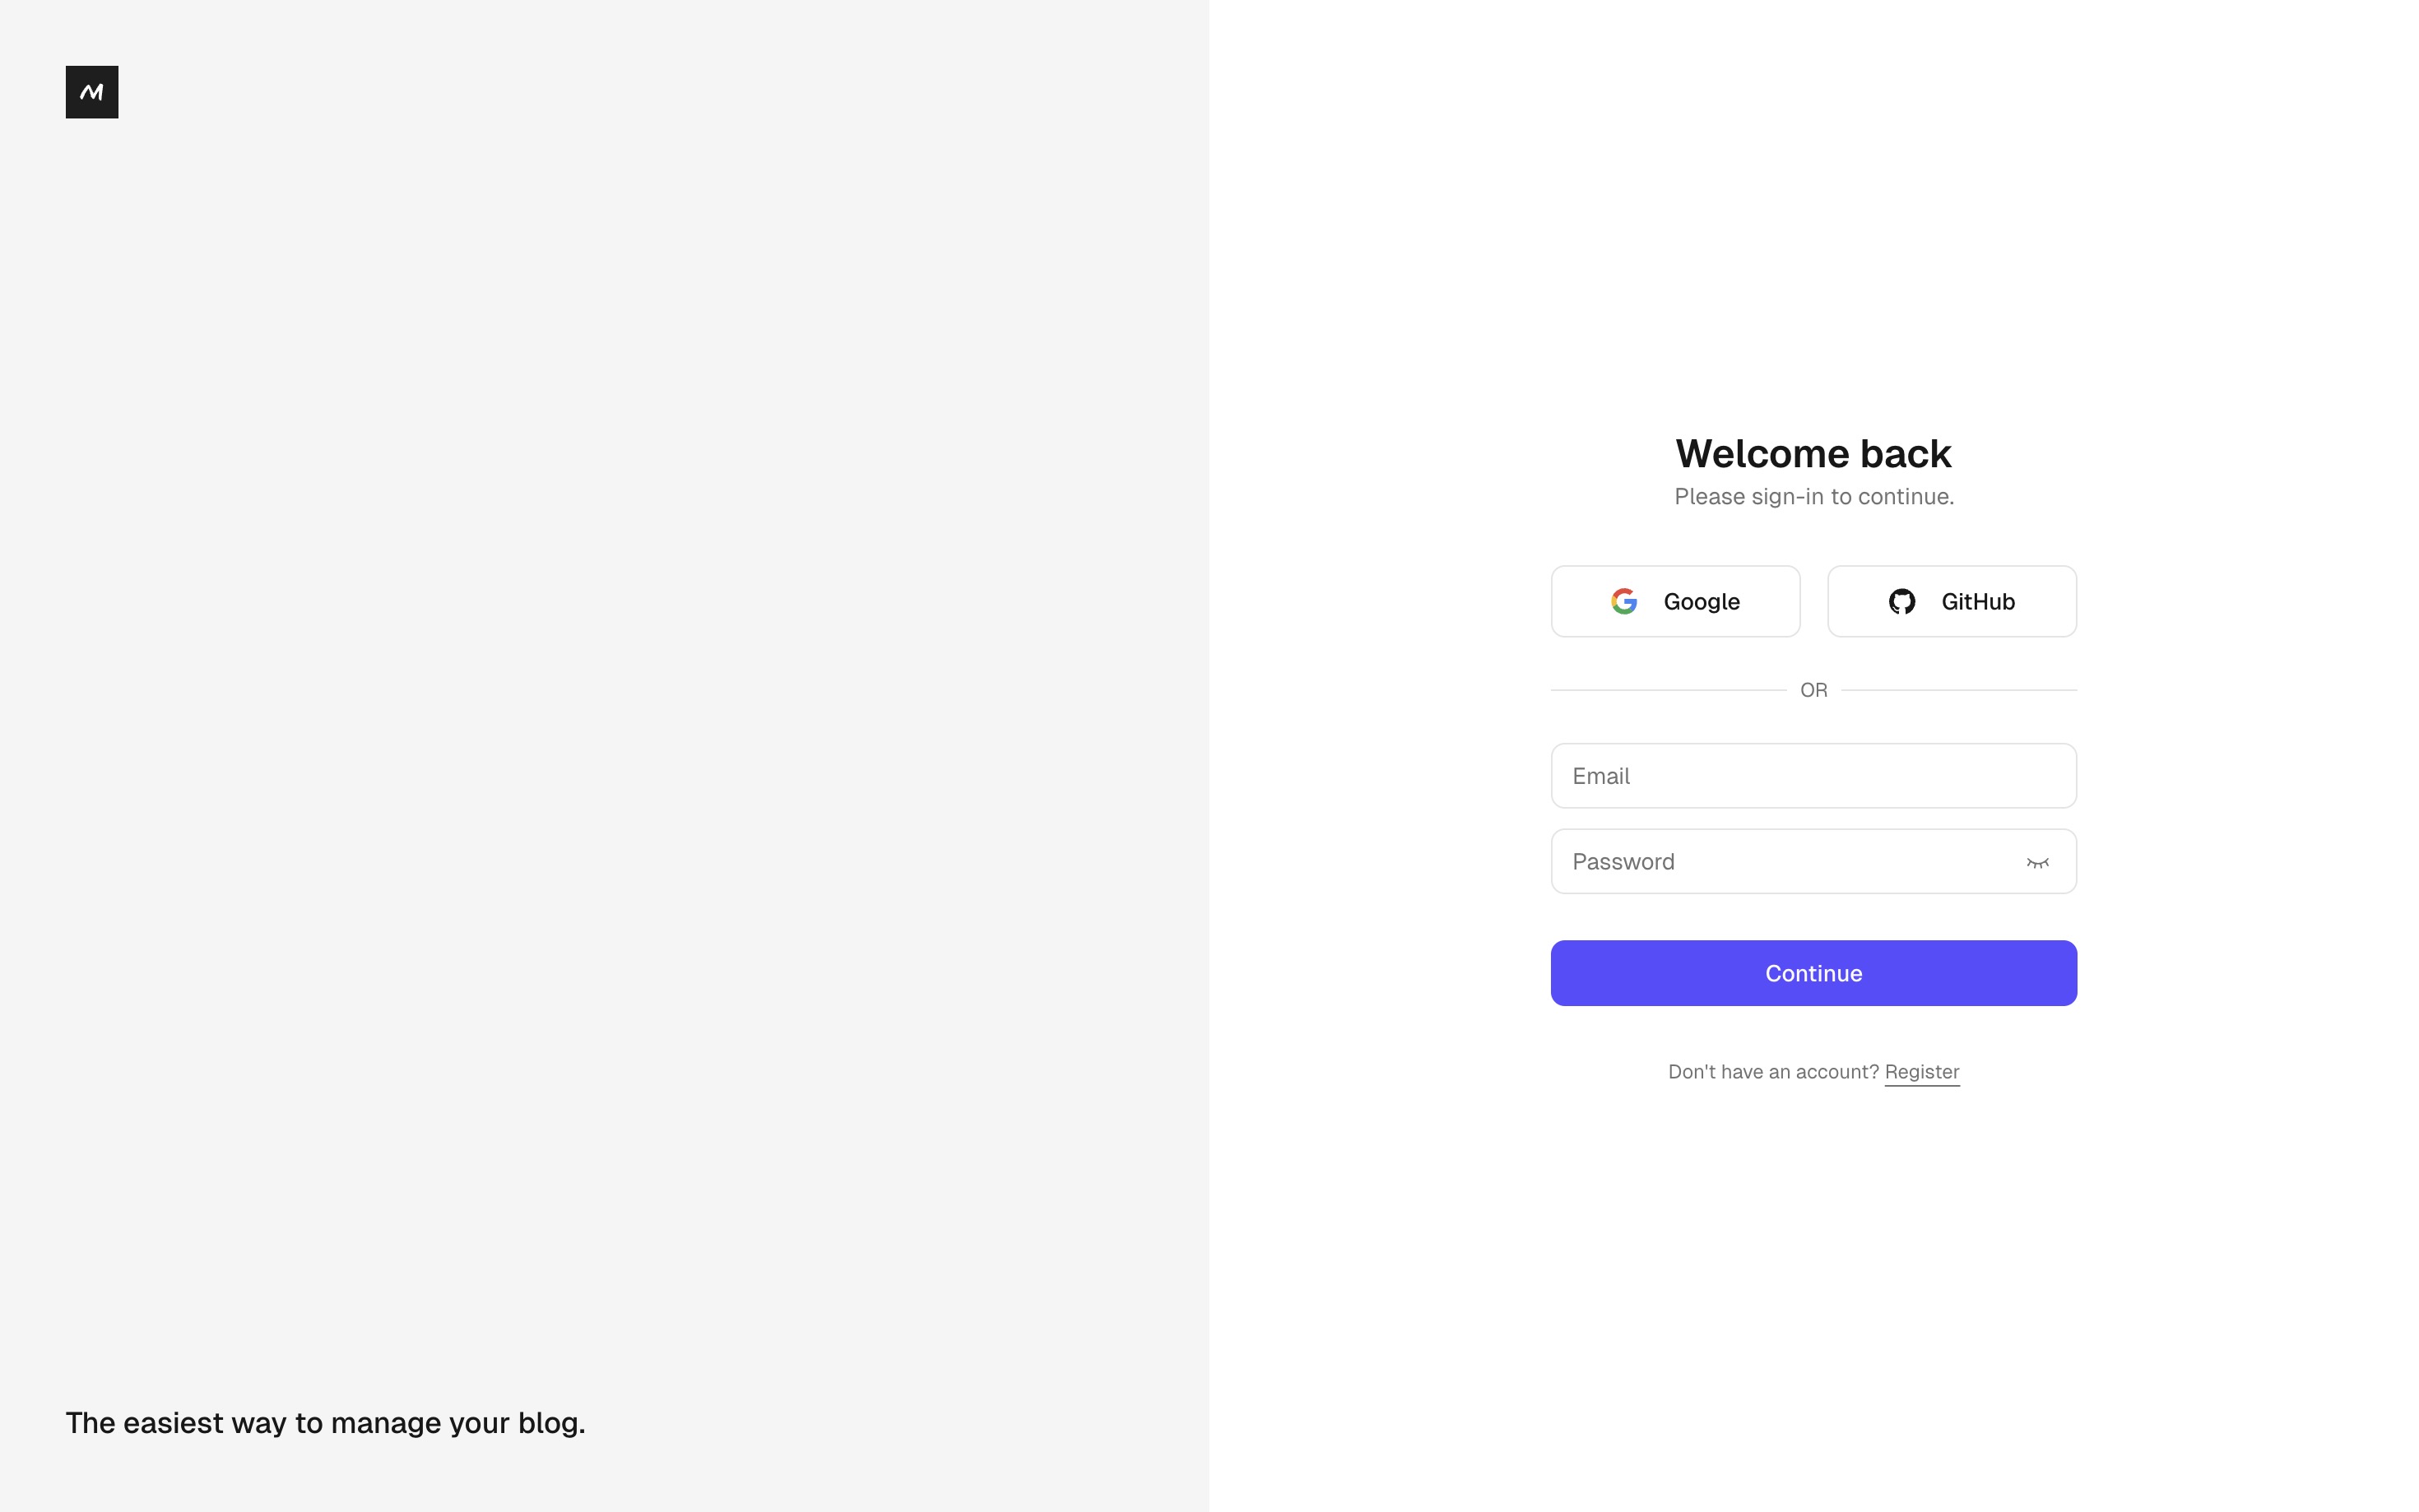 M
The easiest way to manage your blog.
Welcome back
Please sign-in to continue.
Google
GitHub
OR
Email
Password
Continue
Don't have an account? Register